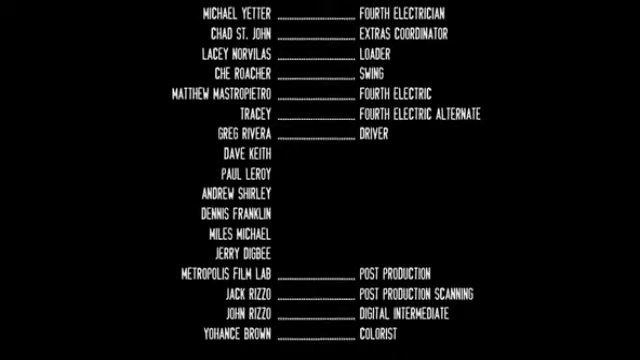 MICHAEL YETTER FOURTH ELECTRICIAN
CHAD ST. JOHN EXTRAS COORDINATOR
LACEY NORVILAS LOADER
CHE ROACHER SWING
MATTHEW MASTROPIETRO FOURTH ELECTRIC
TRACEY FOURTH ELECTRIC ALTERNATE
GREG RIVERA DRIVER
DAVE KEITH
PAUL LEROY
ANDREW SHIRLEY
DENNIS FRANKLIN
MILES MICHAEL
JERRY DIGBEE
METROPOLIS FILM LAB POST PRODUCTION
JACK RIZZO POST PRODUCTION SCANNING
JOHN RIZZO DIGITAL INTERMEDIATE
YOHANCE BROWN COLORIST